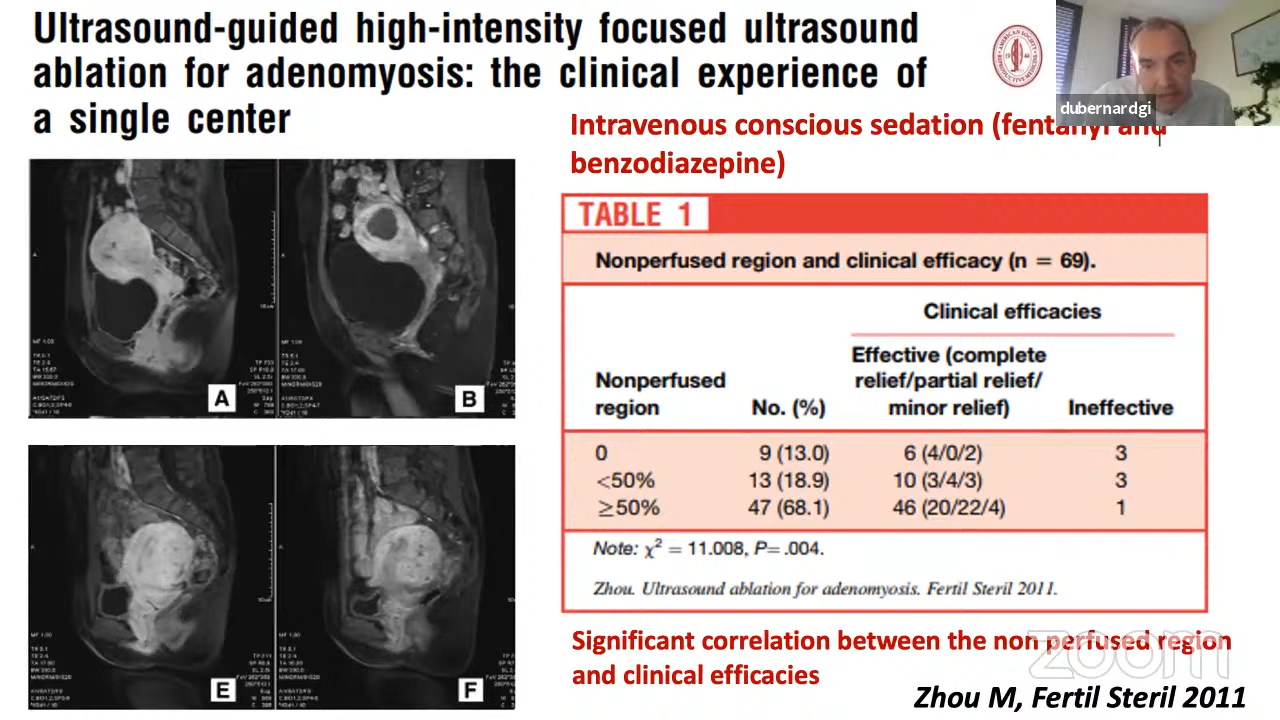 Ultrasound-guided high-intensity focused ultrasound
ablation for adenomyosis: the clinical experience of
a single center
dubernardgi
Intravenous conscious sedation (fentanyl and
benzodiazepine)
TABLE 1
Nonperfused region and clinical efficacy (n = 69).
Clinical efficacies
Nonperfused region No. (%) Effective (complete relief/partial relief/minor relief) Ineffective
0 9 (13.0) 6 (4/0/2) 3
<50% 13 (18.9) 10 (3/4/3) 3
≥50% 47 (68.1) 46 (20/22/4) 1
Note: χ² = 11.008, P=.004.
Zhou. Ultrasound ablation for adenomyosis. Fertil Steril 2011.
A
B
E
F
Significant correlation between the non perfused region
and clinical efficacies
zoom
Zhou M, Fertil Steril 2011